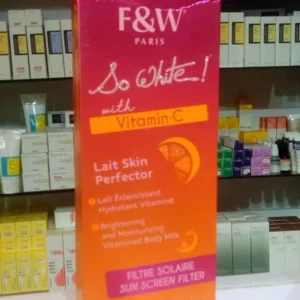 F&W®
PARIS
So White!
with
Vitamin-C
Lait Skin
Perfector
• Lait Éclaircissant
Hydratant Vitaminé
• Brightening
and Moisturizing
Vitamined Body Milk
FILTRE SOLAIRE
SUN SCREEN FILTER